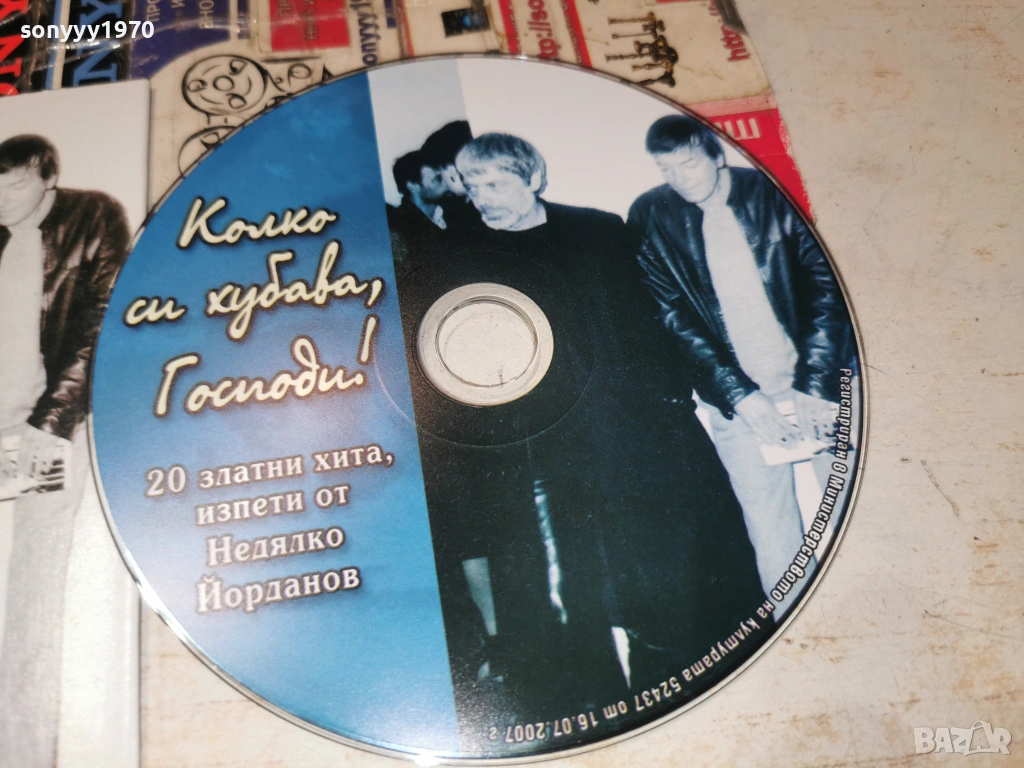 sonyyy1970
Колко
си хубава,
Господи!
20 златни хита,
изпети от
Недялко
Йорданов
Регистриран в Министерството на културата 52437 от 16.07.2007 г
BAZAR